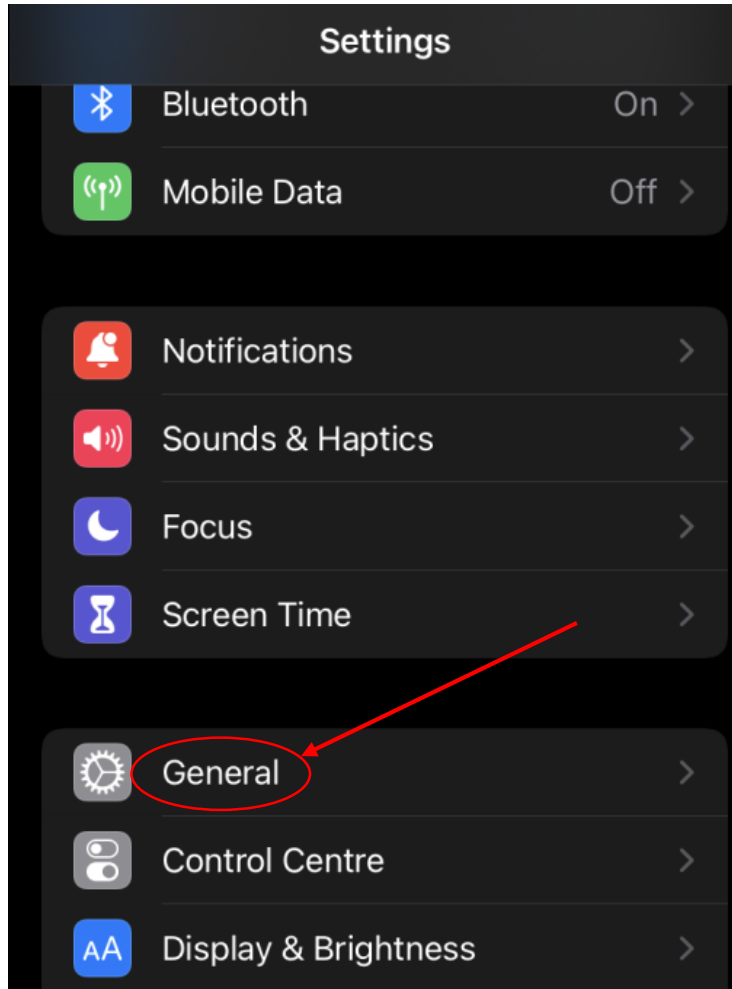 Settings
Bluetooth On
Mobile Data Off
Notifications
Sounds & Haptics
Focus
Screen Time
General
Control Centre
AA Display & Brightness